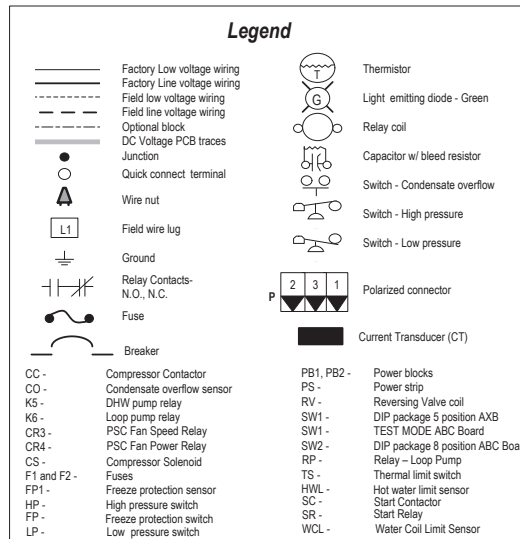 Legend
Factory Low voltage wiring
Factory Line voltage wiring
Field low voltage wiring
Field line voltage wiring
Optional block
DC Voltage PCB traces
Junction
Quick connect terminal
Wire nut
L1 Field wire lug
Ground
Relay Contacts-
N.O., N.C.
Fuse
Breaker
T Thermistor
G Light emitting diode - Green
Relay coil
Capacitor w/ bleed resistor
Switch - Condensate overflow
Switch - High pressure
Switch - Low pressure
2 3 1
P Polarized connector
Current Transducer (CT)
CC - Compressor Contactor
CO - Condensate overflow sensor
K5 - DHW pump relay
K6 - Loop pump relay
CR3 - PSC Fan Speed Relay
CR4 - PSC Fan Power Relay
CS - Compressor Solenoid
F1 and F2 - Fuses
FP1 - Freeze protection sensor
HP - High pressure switch
FP - Freeze protection switch
LP - Low pressure switch
PB1, PB2 - Power blocks
PS - Power strip
RV - Reversing Valve coil
SW1 - DIP package 5 position AXB
SW1 - TEST MODE ABC Board
SW2 - DIP package 8 position ABC Boa
RP - Relay – Loop Pump
TS - Thermal limit switch
HWL - Hot water limit sensor
SC - Start Contactor
SR - Start Relay
WCL - Water Coil Limit Sensor